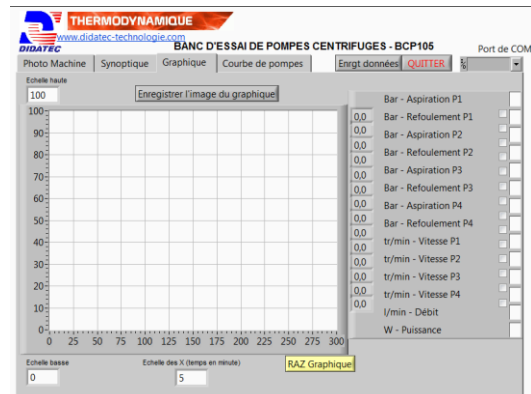 THERMODYNAMIQUE
www.didatec-technologie.com
DIDATEC
BANC D'ESSAI DE POMPES CENTRIFUGES - BCP105
Port de COM
Photo Machine Synoptique Graphique Courbe de pompes Enrgt données QUITTER
Echelle haute
100
Enregistrer l'image du graphique
Bar - Aspiration P1
0,0 Bar - Refoulement P1
0,0 Bar - Aspiration P2
0,0 Bar - Refoulement P2
0,0 Bar - Aspiration P3
0,0 Bar - Refoulement P3
0,0 Bar - Aspiration P4
0,0 Bar - Refoulement P4
0,0 tr/min - Vitesse P1
0,0 tr/min - Vitesse P2
0,0 tr/min - Vitesse P3
0,0 tr/min - Vitesse P4
0,0 l/min - Débit
0,0 W - Puissance
0,0
100
90
80
70
60
50
40
30
20
10
0
0 25 50 75 100 125 150 175 200 225 250 275 300
Echelle basse
0
Echelle des X (temps en minute)
5
RAZ Graphique